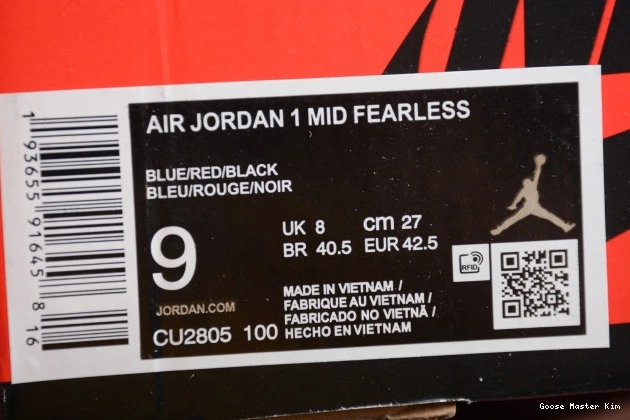 AIR JORDAN 1 MID FEARLESS
BLUE/RED/BLACK
BLEU/ROUGE/NOIR
9
UK 8 cm 27
BR 40.5 EUR 42.5
RFID
JORDAN.COM
CU2805 100
MADE IN VIETNAM /
FABRIQUE AU VIETNAM /
FABRICADO NO VIETNÃ /
HECHO EN VIETNAM
1 93655 91645 8 16
Goose Master Kim